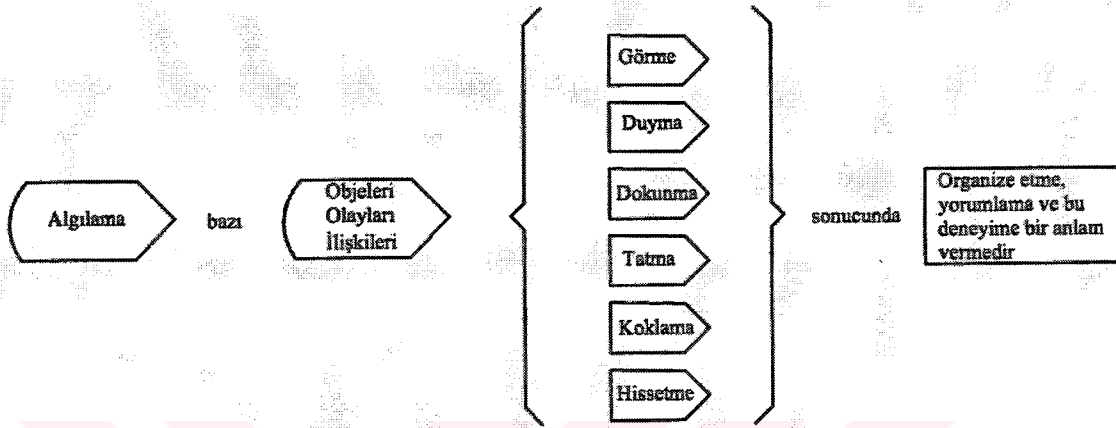 Algılama
bazı
Objeleri
Olayları
İlişkileri
Görme
Duyma
Dokunma
Tatma
Koklama
Hissetme
sonucunda
Organize etme,
yorumlama ve bu
deneyime bir anlam
vermedir